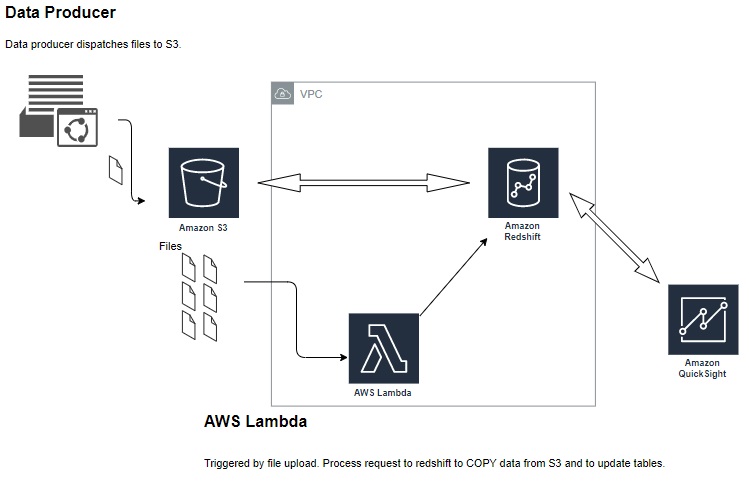 Data Producer
Data producer dispatches files to S3.
VPC
Amazon S3
Amazon
Redshift
Files
Amazon
QuickSight
AWS Lambda
AWS Lambda
Triggered by file upload. Process request to redshift to COPY data from S3 and to update tables.